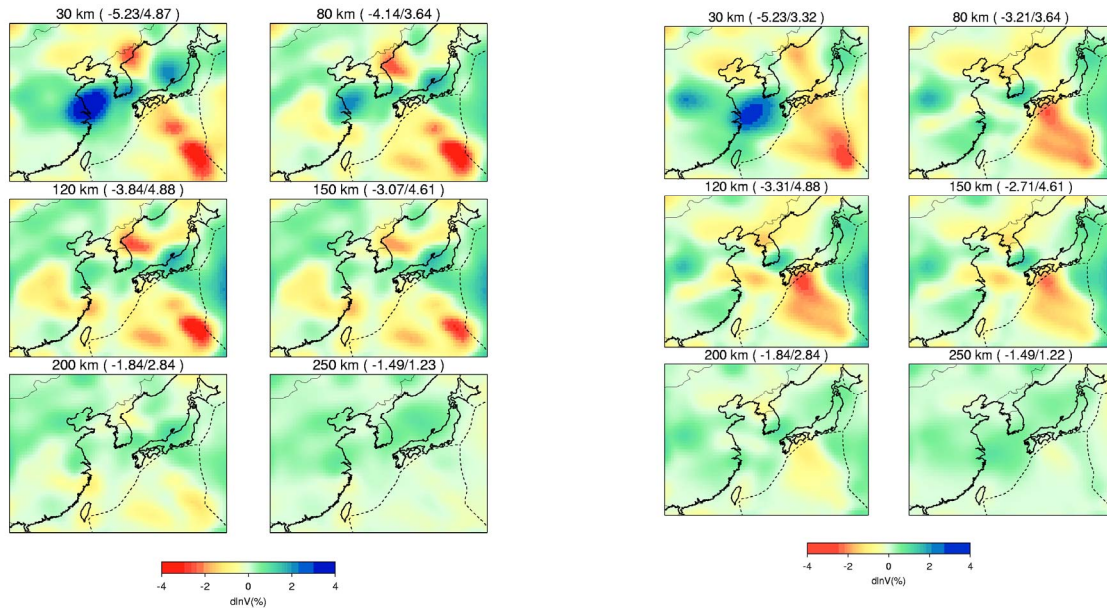 30 km ( -5.23/4.87)
80 km ( -4.14/3.64)
120 km ( -3.84/4.88)
150 km ( -3.07/4.61)
200 km ( -1.84/2.84)
250 km ( -1.49/1.23)
-4 -2 0 2 4
dlnV(%)
30 km ( -5.23/3.32)
80 km ( -3.21/3.64)
120 km ( -3.31/4.88)
150 km ( -2.71/4.61)
200 km ( -1.84/2.84)
250 km ( -1.49/1.22)
-4 -2 0 2 4
dlnV(%)